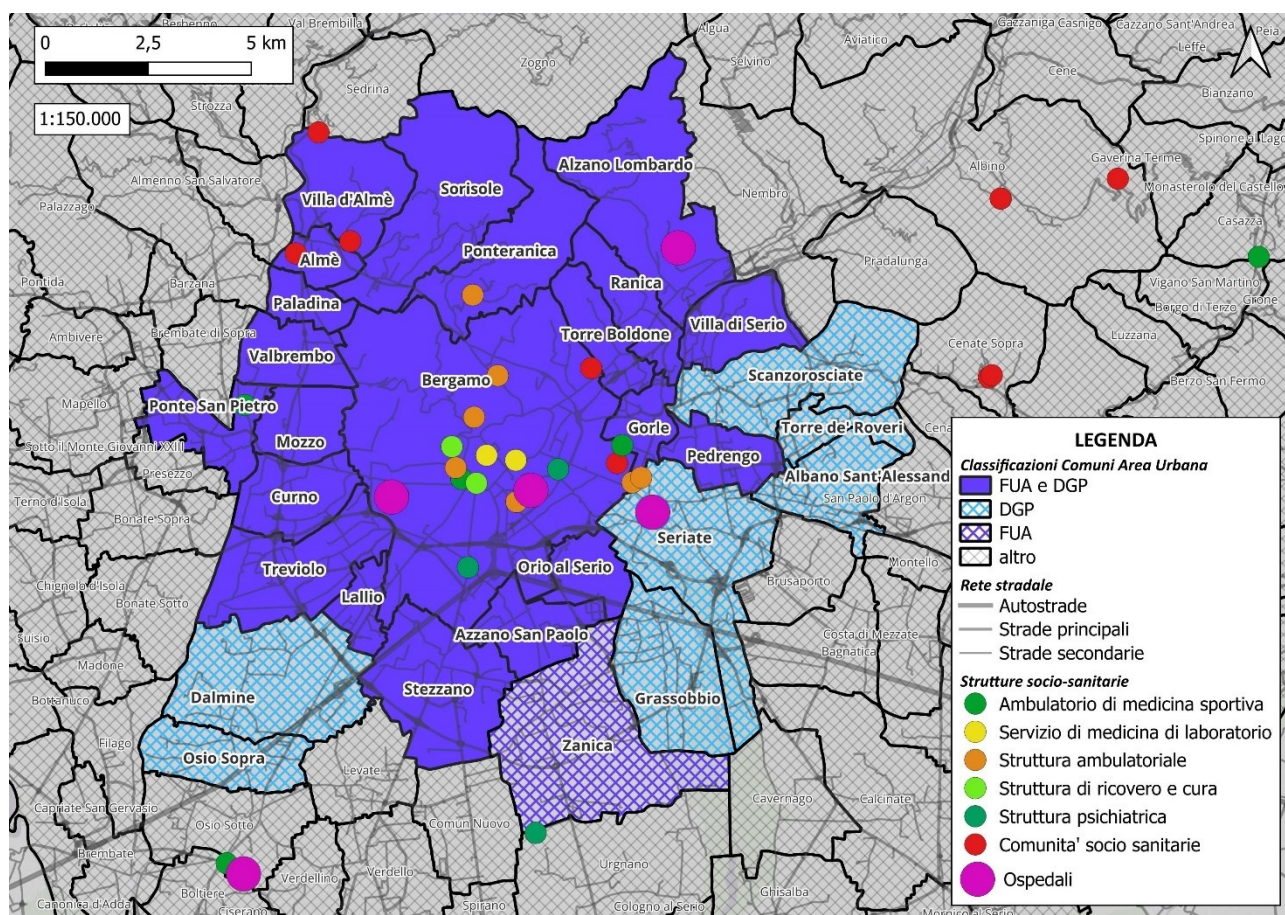 Val Brembilla
Berbenno
Algua
Gazzaniga
Casnigo
Cazzano Sant'Andrea
Peia
0 2,5 5 km
Aviatico
Leffe
Zogno
Selvino
Cene
Sedrina
Bianzano
Strozza
1:150.000
Spinone al Lago
Alzano Lombardo
Gaverina Terme
Almenno San Salvatore
Villa d'Almè
Sorisole
Nembro
Albino
Monasterolo del Castello
Palazzago
Casazza
Ponteranica
Almè
Pradalunga
Pontida
Barzana
Ranica
Vigano San Martino
Grone
Paladina
Borgo di Terzo
Villa di Serio
Ambivere
Brembate di Sopra
Torre Boldone
Luzzana
Cenate Sopra
Valbrembo
Scanzorosciate
Bergamo
Berzo San Fermo
Mapello
Ponte San Pietro
Gorle
Torre de' Roveri
Sotto il Monte Giovanni XXIII
Mozzo
Pedrengo
Presezzo
Albano Sant'Alessand
Terno d'Isola
Curno
San Paolo d'Argon
Bonate Sopra
Seriate
Treviolo
Orio al Serio
Montello
Chignolo d'Isola
Brusaporto
Bonate Sotto
Lallio
Suisio
Azzano San Paolo
Costa di Mezzate
Bagnatica
Madone
Stezzano
Bottanuco
Dalmine
Grassobbio
Filago
Zanica
Osio Sopra
Levate
Capriate San Gervasio
Cavernago
Calcinate
Osio Sotto
Comun Nuovo
Brembate
Verdellino
Verdello
Urgnano
Boltiere
Ghisalba
Canonica d'Adda
Ciserano
Spirano
Cologno al Serio
Mornico al Serio
LEGENDA
Classificazioni Comuni Area Urbana
FUA e DGP
DGP
FUA
altro
Rete stradale
Autostrade
Strade principali
Strade secondarie
Strutture socio-sanitarie
Ambulatorio di medicina sportiva
Servizio di medicina di laboratorio
Struttura ambulatoriale
Struttura di ricovero e cura
Struttura psichiatrica
Comunita' socio sanitarie
Ospedali